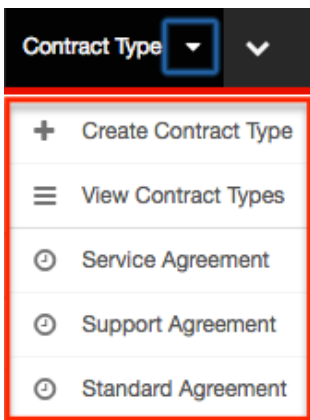 Contract Type
Create Contract Type
View Contract Types
Service Agreement
Support Agreement
Standard Agreement